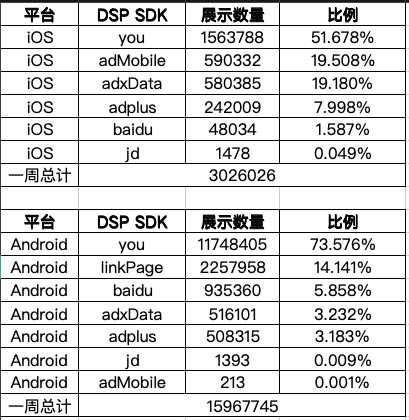 平台 DSP SDK 展示数量 比例
iOS you 1563788 51.678%
iOS adMobile 590332 19.508%
iOS adxData 580385 19.180%
iOS adplus 242009 7.998%
iOS baidu 48034 1.587%
iOS jd 1478 0.049%
一周总计 3026026
平台 DSP SDK 展示数量 比例
Android you 11748405 73.576%
Android linkPage 2257958 14.141%
Android baidu 935360 5.858%
Android adxData 516101 3.232%
Android adplus 508315 3.183%
Android jd 1393 0.009%
Android adMobile 213 0.001%
一周总计 15967745